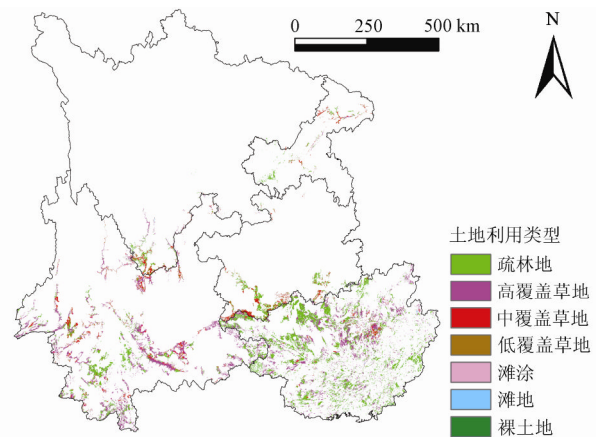 0 250 500 km
N
土地利用类型
疏林地
高覆盖草地
中覆盖草地
低覆盖草地
滩涂
滩地
裸土地